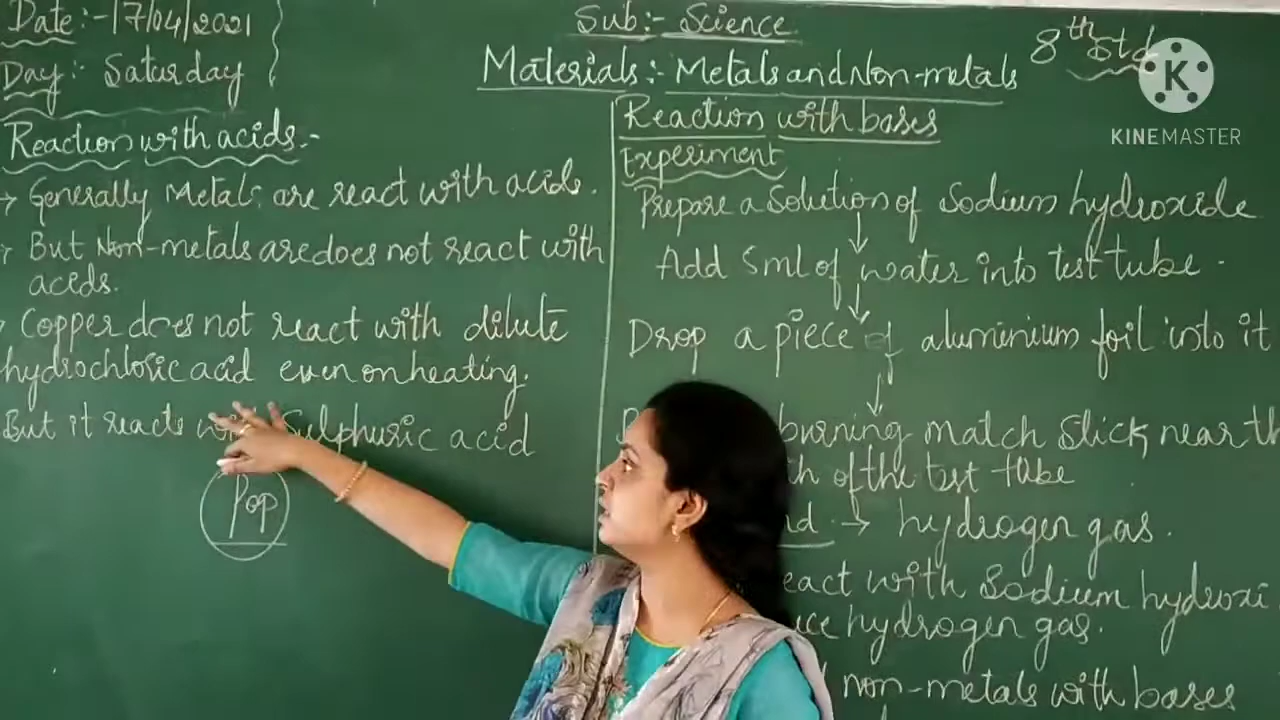 Date:-17/04/2021
Day:- Saturday
Sub:- Science
8th Std
Materials:- Metals and Non-metals
KINEMASTER
Reaction with acids:-
→ Generally Metals are react with acids.
→ But Non-metals are does not react with
acids.
→ Copper does not react with dilute
hydrochloric acid even on heating.
But it reacts with Sulphuric acid
Pop
Reaction with bases
Experiment
Prepare a Solution of Sodium hydroxide
↓
Add 5ml of water into test tube.
↓
Drop a piece of aluminium foil into it
↓
burning match stick near th
of the test tube
→ hydrogen gas.
react with Sodium hydroxi
hydrogen gas.
non-metals with bases